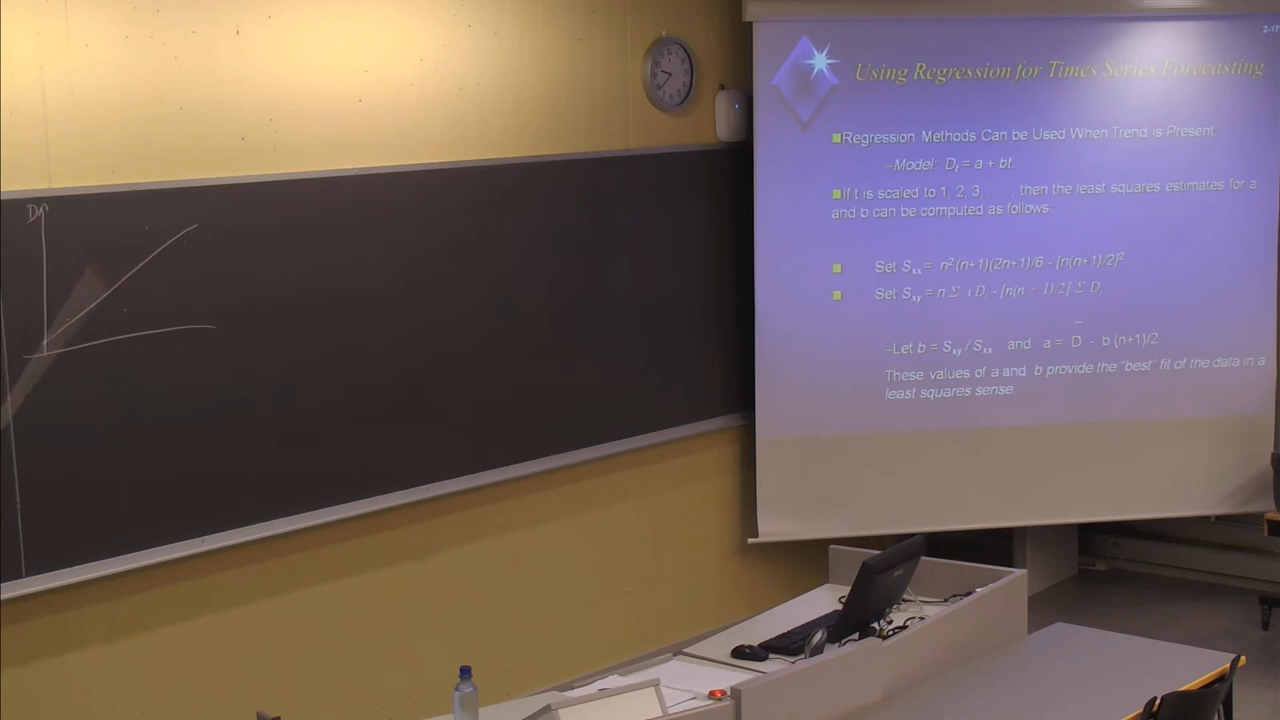 2-17
Using Regression for Times Series Forecasting
■Regression Methods Can be Used When Trend is Present
–Model: Dt = a + bt.
■If t is scaled to 1, 2, 3, . . . , then the least squares estimates for a
and b can be computed as follows
■ Set Sxx = n²(n+1)(2n+1)/6 - [n(n+1)/2]²
■ Set Sxy = n Σ i Di - [n(n + 1)/2] Σ Di
–Let b = Sxy / Sxx and a = D̅ - b (n+1)/2
These values of a and b provide the "best" fit of the data in a
least squares sense.